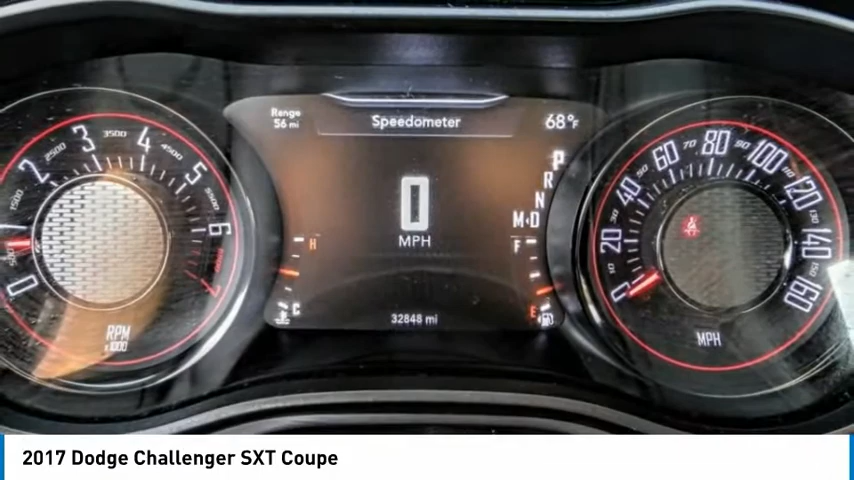 Range
56 mi
Speedometer
68°F
0
MPH
P
R
N
M·D
H
C
F
E
32848 mi
0
1
2
3
4
5
6
7
500
1500
2500
3500
4500
5500
6500
RPM
x1000
0
20
40
60
80
100
120
140
160
10
30
50
70
90
110
130
150
MPH
2017 Dodge Challenger SXT Coupe